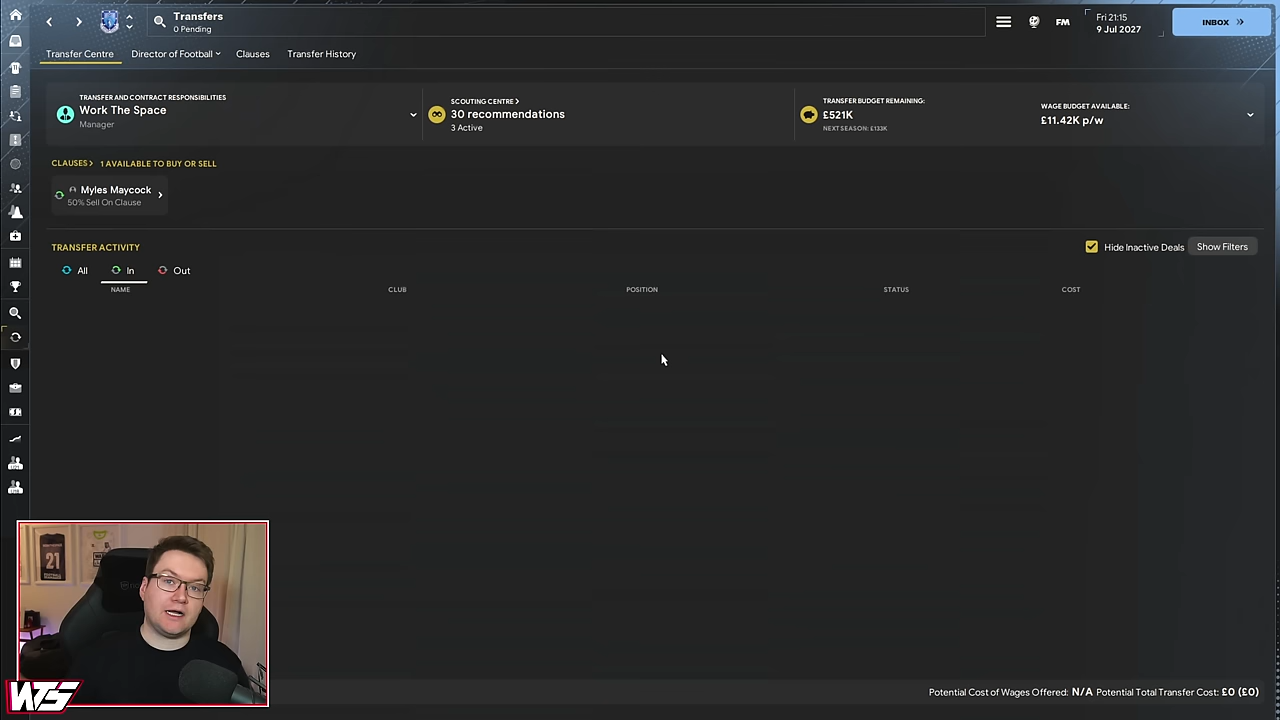 Transfers
0 Pending
FM
Fri 21:15
9 Jul 2027
INBOX
Transfer Centre
Director of Football
Clauses
Transfer History
TRANSFER AND CONTRACT RESPONSIBILITIES
Work The Space
Manager
SCOUTING CENTRE >
30 recommendations
3 Active
TRANSFER BUDGET REMAINING:
£521K
NEXT SEASON: £133K
WAGE BUDGET AVAILABLE:
£11.42K p/w
CLAUSES > 1 AVAILABLE TO BUY OR SELL
Myles Maycock
50% Sell On Clause
TRANSFER ACTIVITY
Hide Inactive Deals
Show Filters
All
In
Out
NAME
CLUB
POSITION
STATUS
COST
21
WTS
Potential Cost of Wages Offered: N/A Potential Total Transfer Cost: £0 (£0)